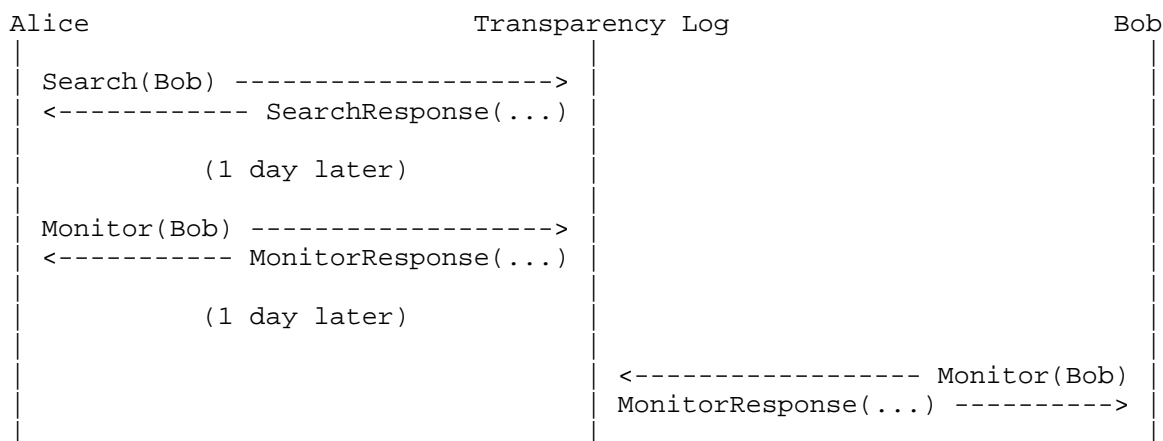 Alice Transparency Log Bob
Search(Bob) -------------------->
<------------ SearchResponse(...)
(1 day later)
Monitor(Bob) ------------------->
<----------- MonitorResponse(...)
(1 day later)
<------------------ Monitor(Bob)
MonitorResponse(...) ---------->